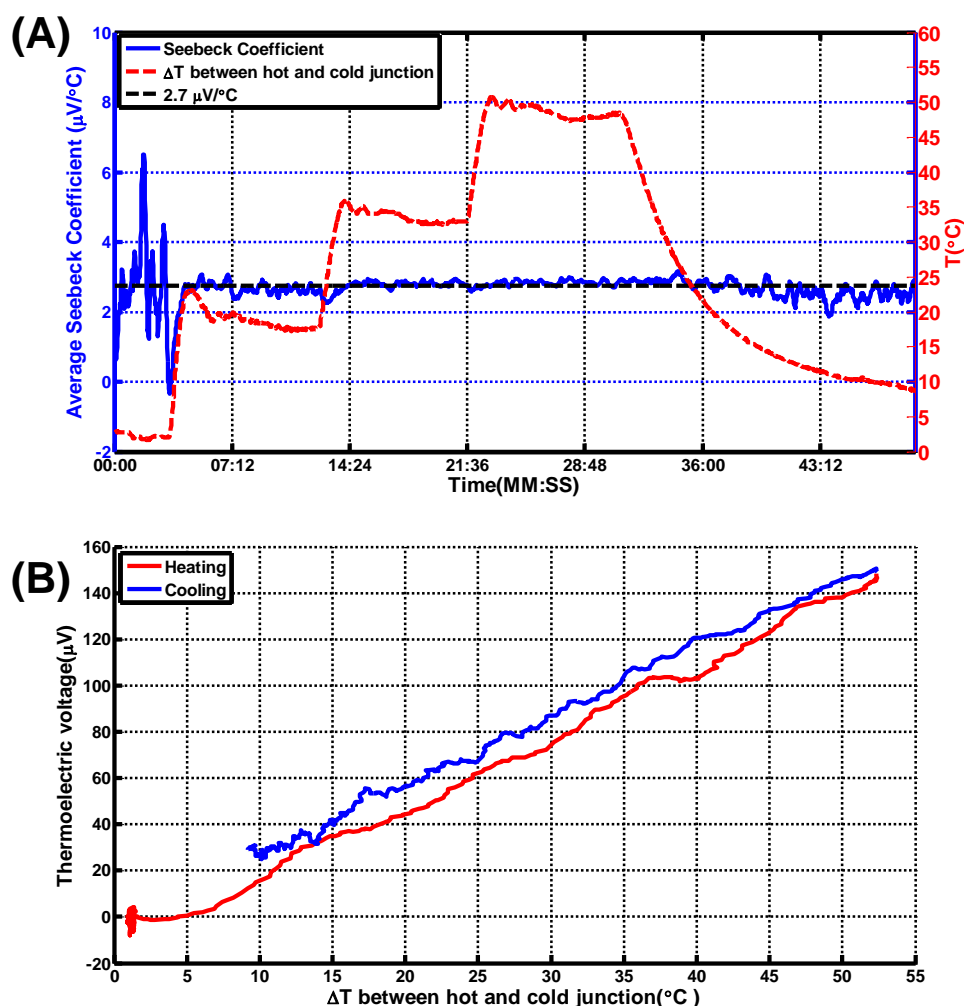 (A)
Seebeck Coefficient
ΔT between hot and cold junction
2.7 µV/°C
Average Seebeck Coefficient (µV/°C)
10
8
6
4
2
0
-2
60
55
50
45
40
35
30
25
20
15
10
5
0
T(°C)
00:00 07:12 14:24 21:36 28:48 36:00 43:12
Time(MM:SS)
(B)
Heating
Cooling
Thermoelectric voltage(µV)
160
140
120
100
80
60
40
20
0
-20
0 5 10 15 20 25 30 35 40 45 50 55
ΔT between hot and cold junction(°C )